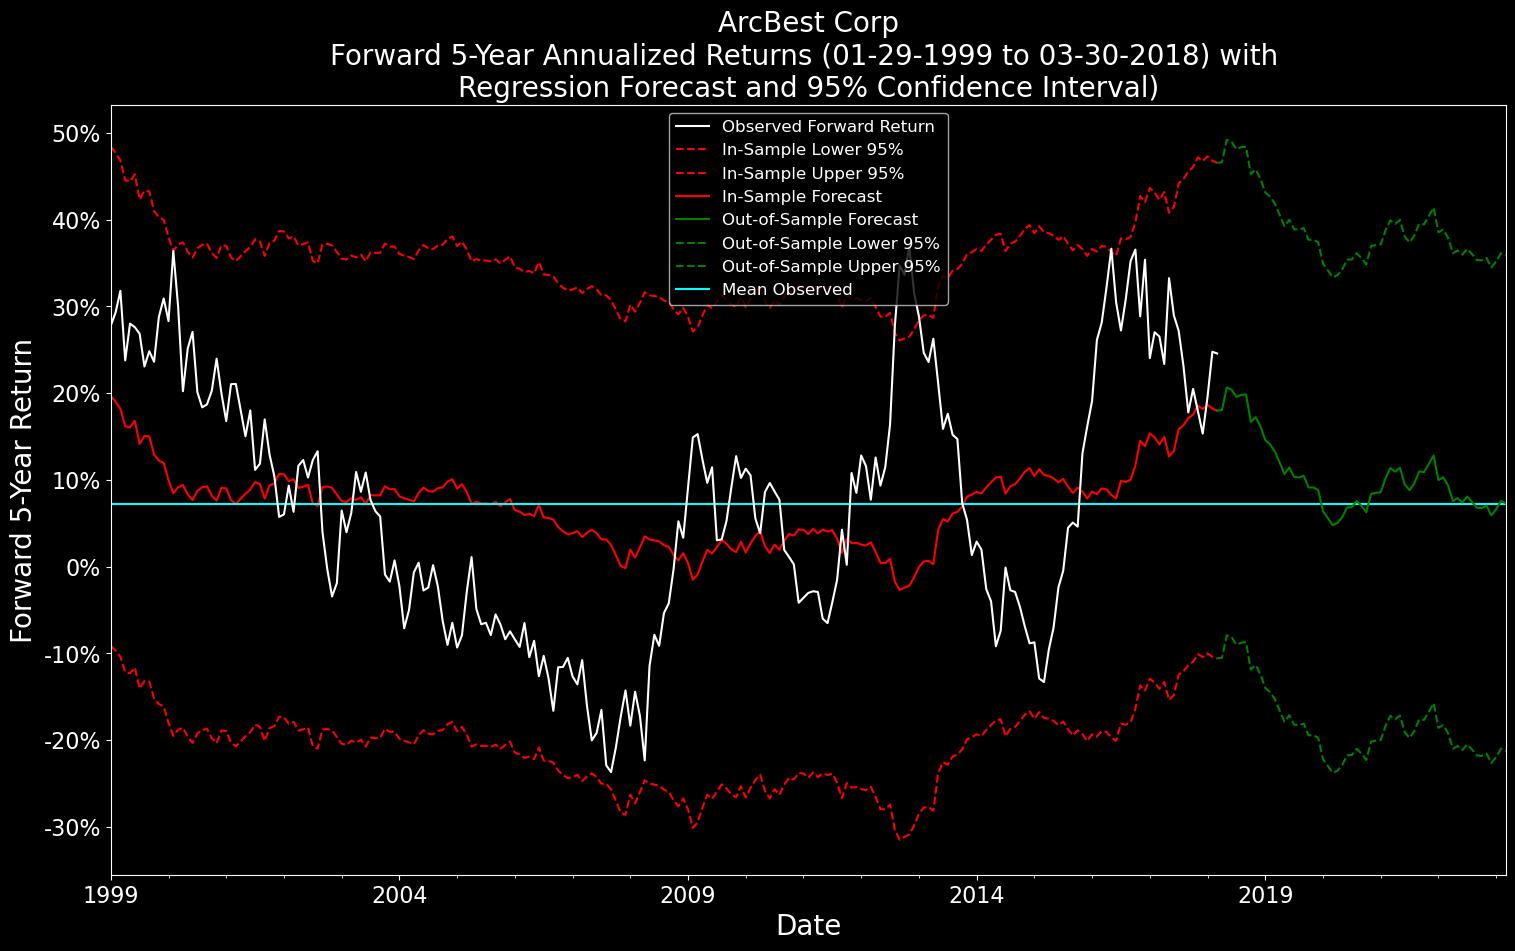 ArcBest Corp
Forward 5-Year Annualized Returns (01-29-1999 to 03-30-2018) with
Regression Forecast and 95% Confidence Interval)
Observed Forward Return
In-Sample Lower 95%
In-Sample Upper 95%
In-Sample Forecast
Out-of-Sample Forecast
Out-of-Sample Lower 95%
Out-of-Sample Upper 95%
Mean Observed
Forward 5-Year Return
50%
40%
30%
20%
10%
0%
-10%
-20%
-30%
1999 2004 2009 2014 2019
Date